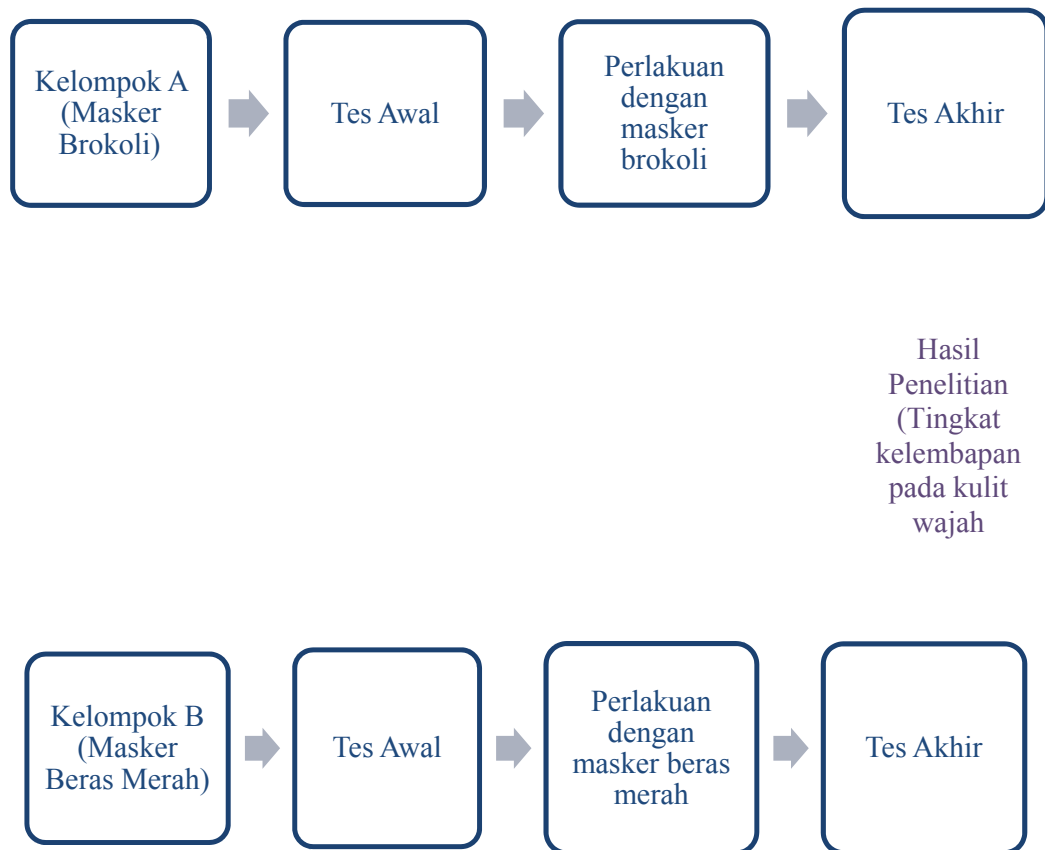 Kelompok A
(Masker
Brokoli)
Tes Awal
Perlakuan
dengan
masker
brokoli
Tes Akhir
Hasil
Penelitian
(Tingkat
kelembapan
pada kulit
wajah
Kelompok B
(Masker
Beras Merah)
Tes Awal
Perlakuan
dengan
masker beras
merah
Tes Akhir